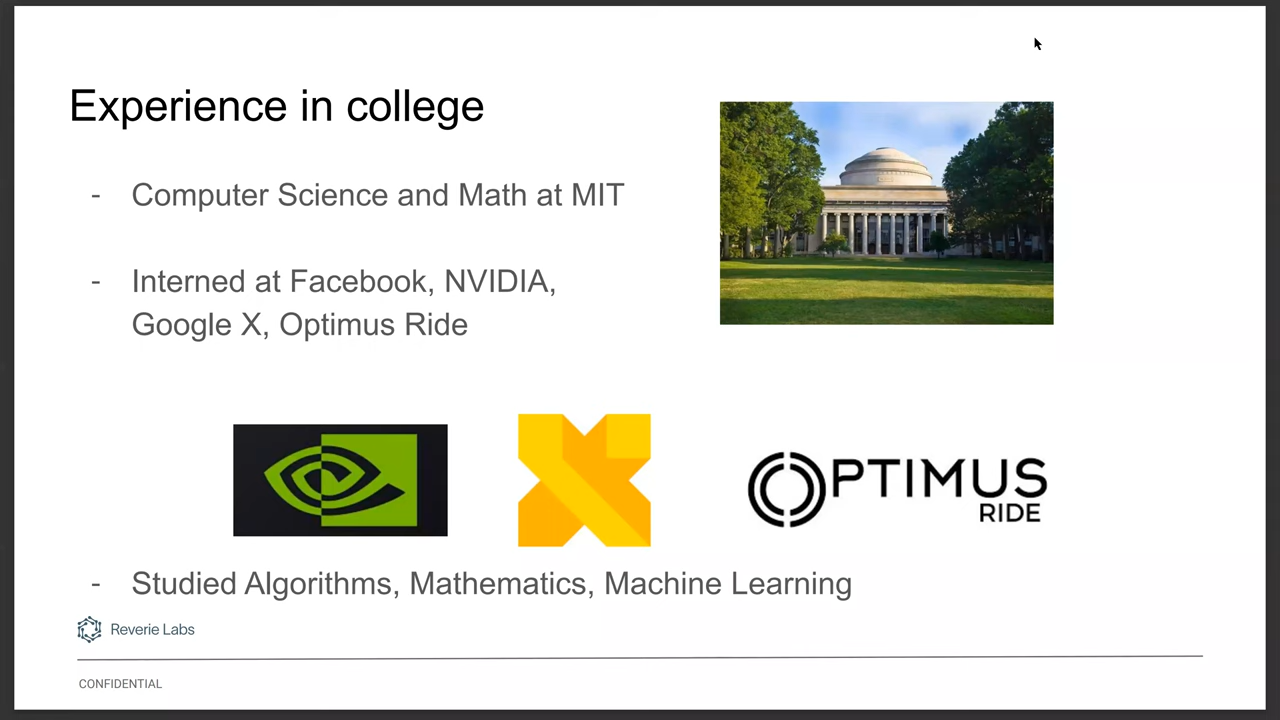 Experience in college
- Computer Science and Math at MIT
- Interned at Facebook, NVIDIA,
Google X, Optimus Ride
OPTIMUS
RIDE
- Studied Algorithms, Mathematics, Machine Learning
Reverie Labs
CONFIDENTIAL